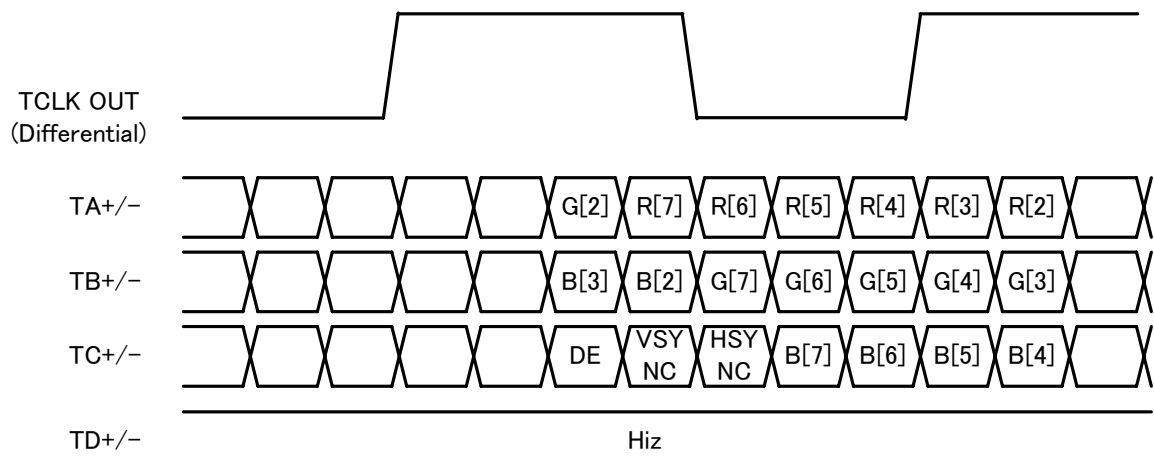 TCLK OUT
(Differential)
TA+/- G[2] R[7] R[6] R[5] R[4] R[3] R[2]
TB+/- B[3] B[2] G[7] G[6] G[5] G[4] G[3]
TC+/- DE VSY HSY B[7] B[6] B[5] B[4]
NC NC
TD+/- Hiz